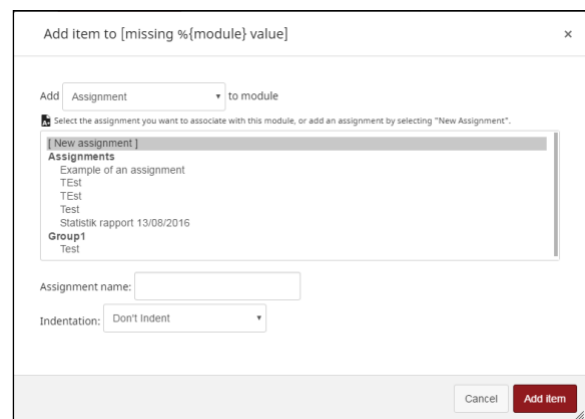 Add item to [missing %{module} value]
×
Add Assignment to module
Select the assignment you want to associate with this module, or add an assignment by selecting "New Assignment".
[ New assignment ]
Assignments
Example of an assignment
TEst
TEst
Test
Statistik rapport 13/08/2016
Group1
Test
Assignment name:
Indentation: Don't Indent
Cancel Add item